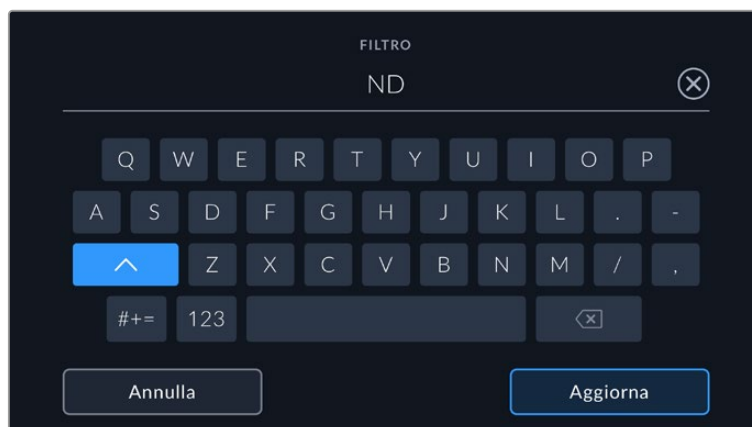 FILTRO
ND
Q W E R T Y U I O P
A S D F G H J K L . -
Z X C V B N M / ,
#+= 123
Annulla Aggiorna